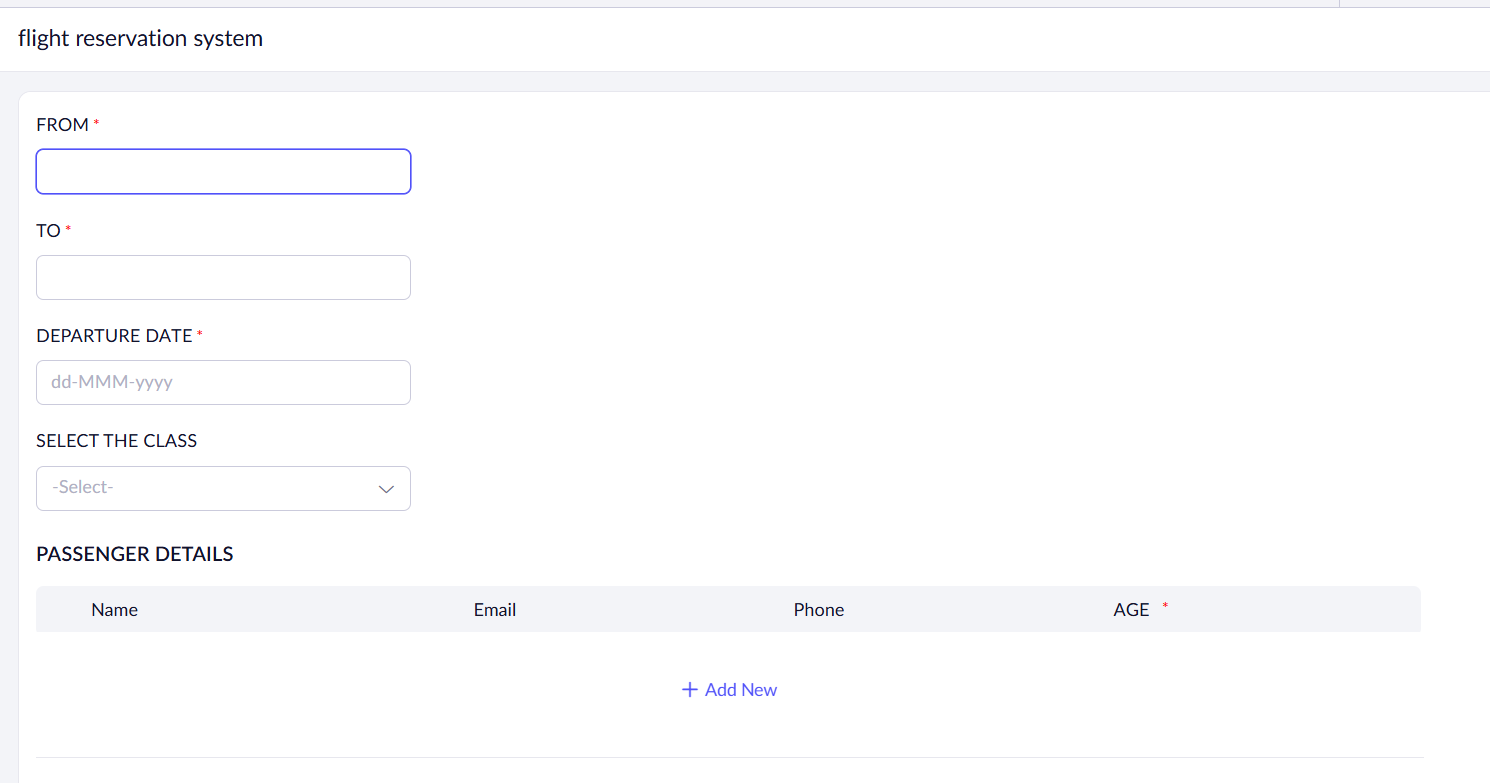 flight reservation system
FROM *
TO *
DEPARTURE DATE *
dd-MMM-yyyy
SELECT THE CLASS
-Select-
PASSENGER DETAILS
Name Email Phone AGE *
+ Add New